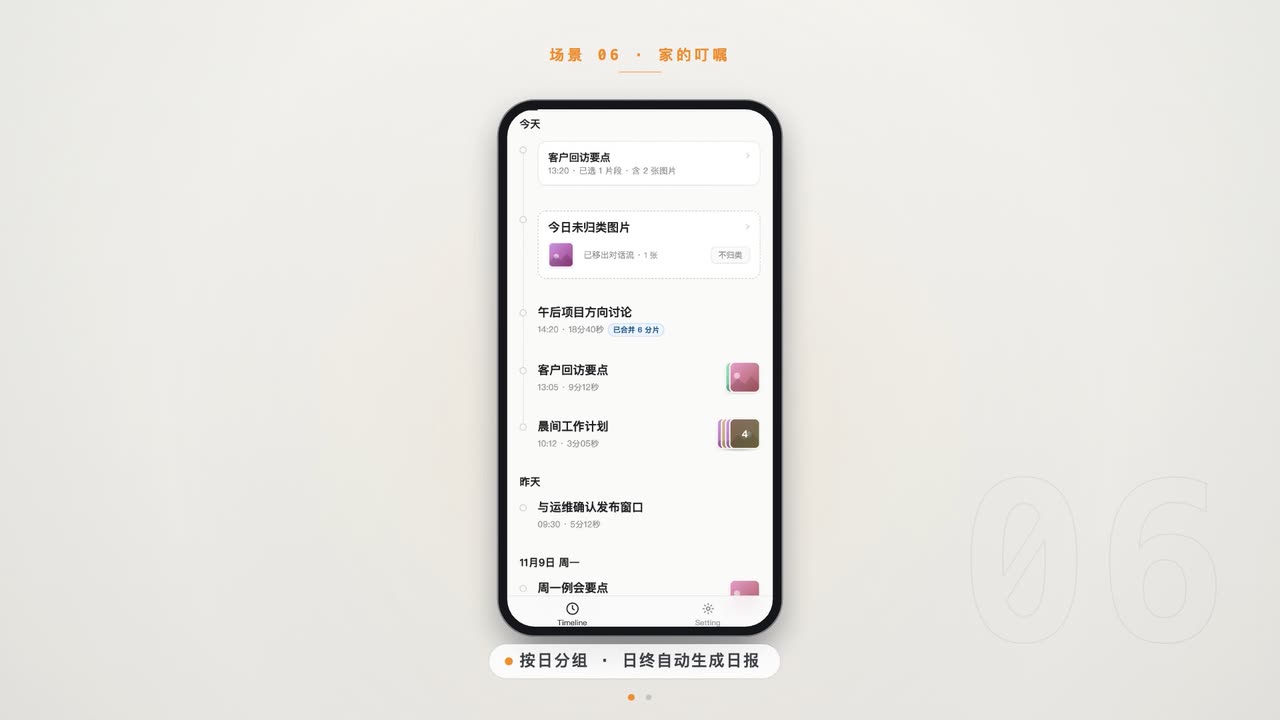 场景 06 · 家的叮嘱
今天
客户回访要点
13:20 · 已选 1 片段 · 含 2 张图片
今日未归类图片
已移出对话流 · 1 张
不归类
午后项目方向讨论
14:20 · 18分40秒 已合并 6 分片
客户回访要点
13:05 · 9分12秒
晨间工作计划
10:12 · 3分05秒
4
昨天
与运维确认发布窗口
09:30 · 5分12秒
11月9日 周一
周一例会要点
Timeline
Setting
按日分组 · 日终自动生成日报
06